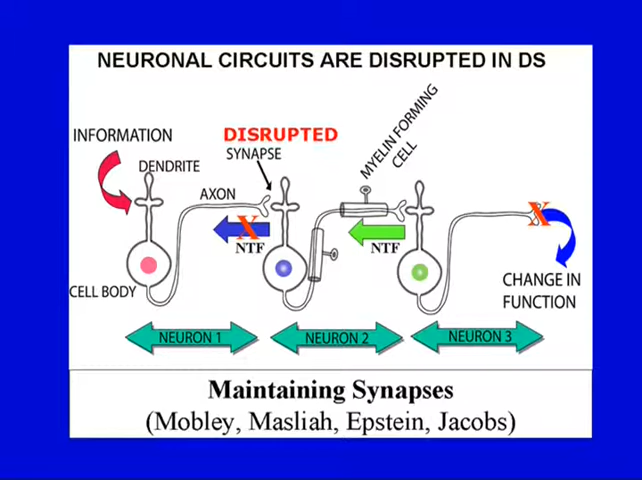 NEURONAL CIRCUITS ARE DISRUPTED IN DS
INFORMATION
DISRUPTED
SYNAPSE
MYELIN FORMING
CELL
DENDRITE
AXON
X
X
NTF
NTF
CELL BODY
CHANGE IN
FUNCTION
NEURON 1
NEURON 2
NEURON 3
Maintaining Synapses
(Mobley, Masliah, Epstein, Jacobs)